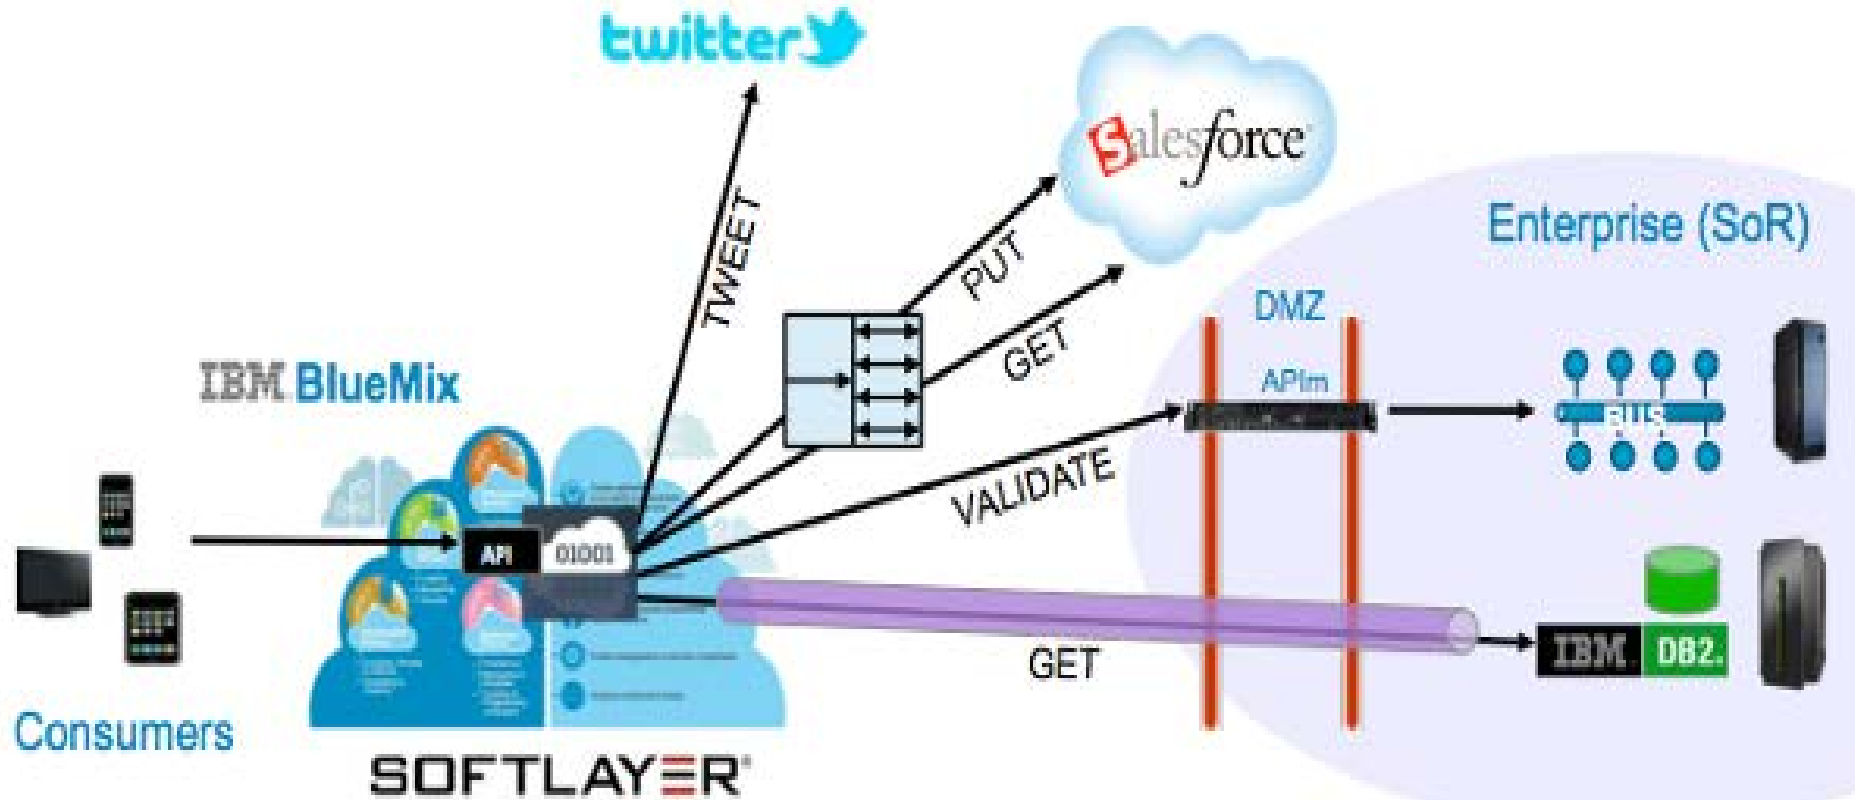 twitter
Salesforce
Enterprise (SoR)
TWEET
PUT
GET
DMZ
APIm
IBM BlueMix
BUS
VALIDATE
API
01001
GET
IBM DB2.
Consumers
SOFTLAYER